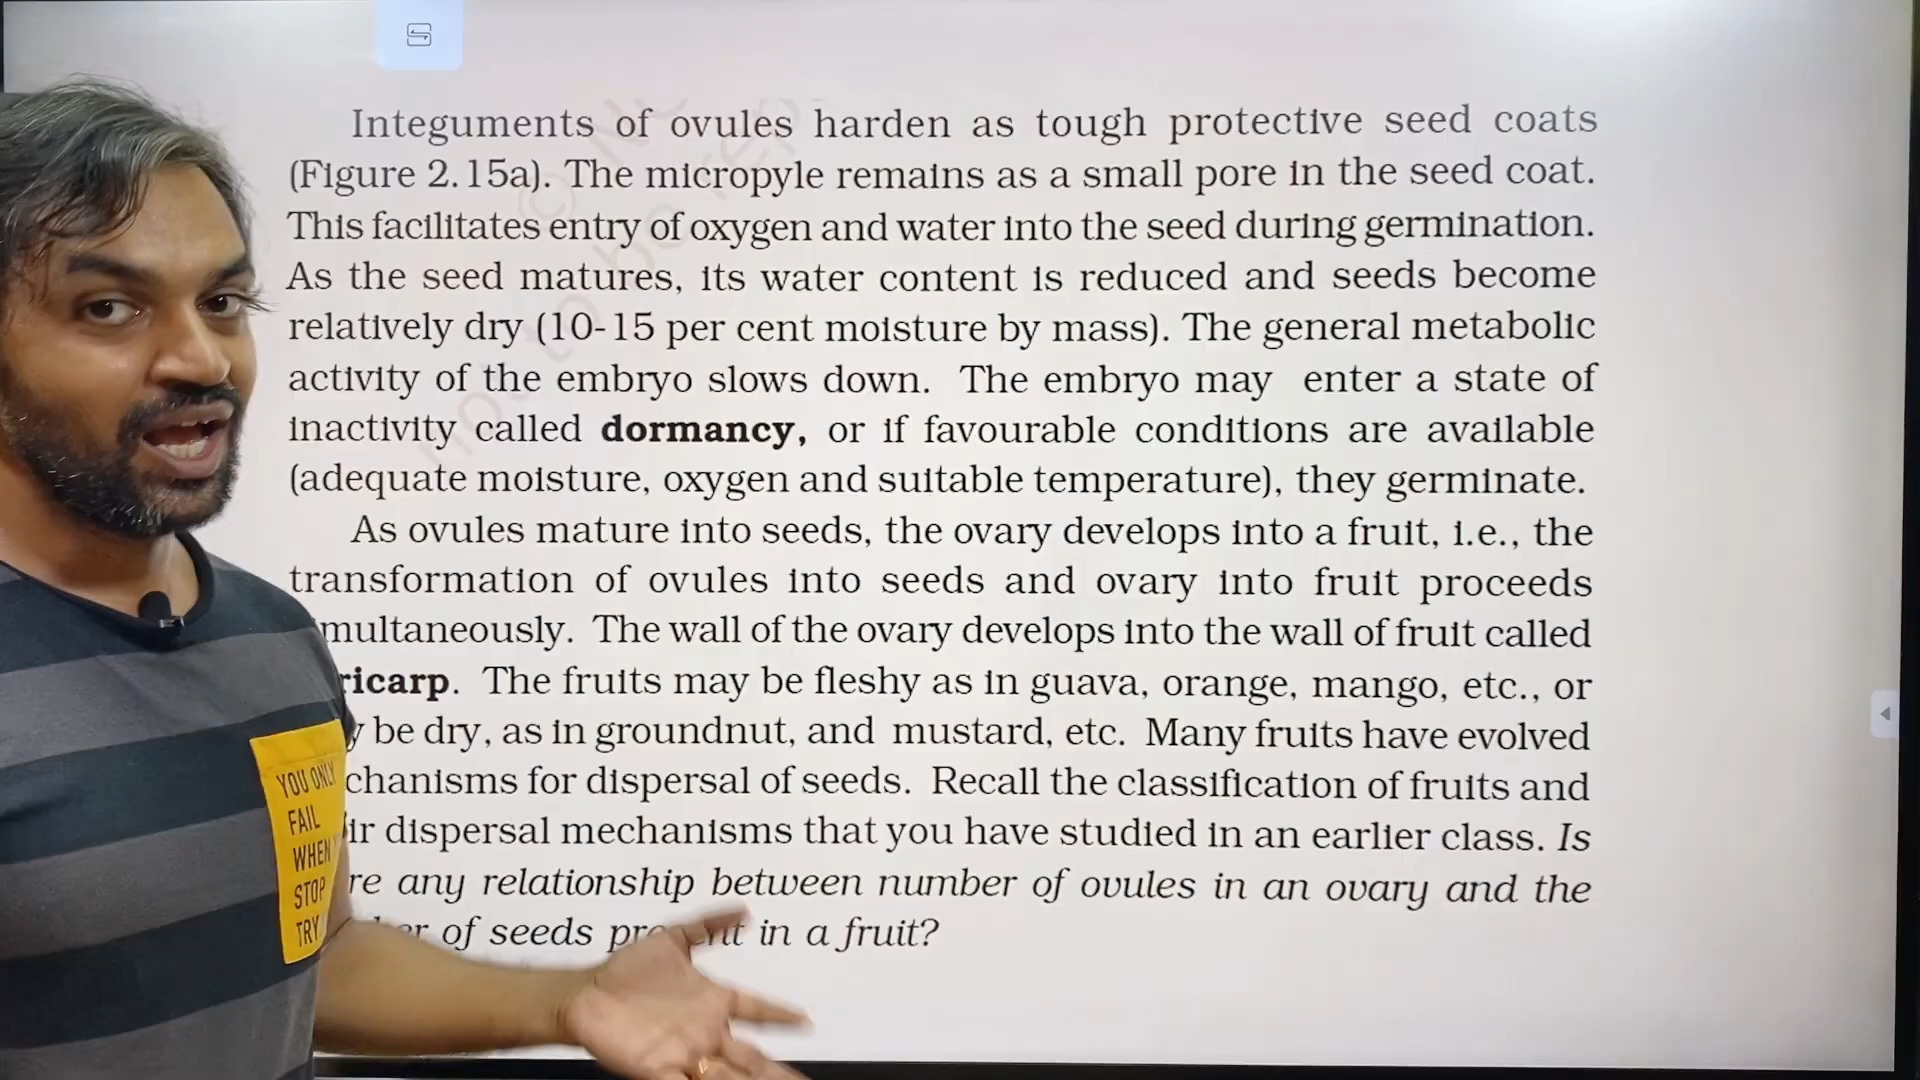 Integuments of ovules harden as tough protective seed coats
(Figure 2.15a). The micropyle remains as a small pore in the seed coat.
This facilitates entry of oxygen and water into the seed during germination.
As the seed matures, its water content is reduced and seeds become
relatively dry (10-15 per cent moisture by mass). The general metabolic
activity of the embryo slows down. The embryo may enter a state of
inactivity called dormancy, or if favourable conditions are available
(adequate moisture, oxygen and suitable temperature), they germinate.
As ovules mature into seeds, the ovary develops into a fruit, i.e., the
transformation of ovules into seeds and ovary into fruit proceeds
multaneously. The wall of the ovary develops into the wall of fruit called
ricarp. The fruits may be fleshy as in guava, orange, mango, etc., or
y be dry, as in groundnut, and mustard, etc. Many fruits have evolved
chanisms for dispersal of seeds. Recall the classification of fruits and
ir dispersal mechanisms that you have studied in an earlier class. Is
re any relationship between number of ovules in an ovary and the
of seeds in a fruit?
YOU ONLY
FAIL
WHEN
STOP
TRY